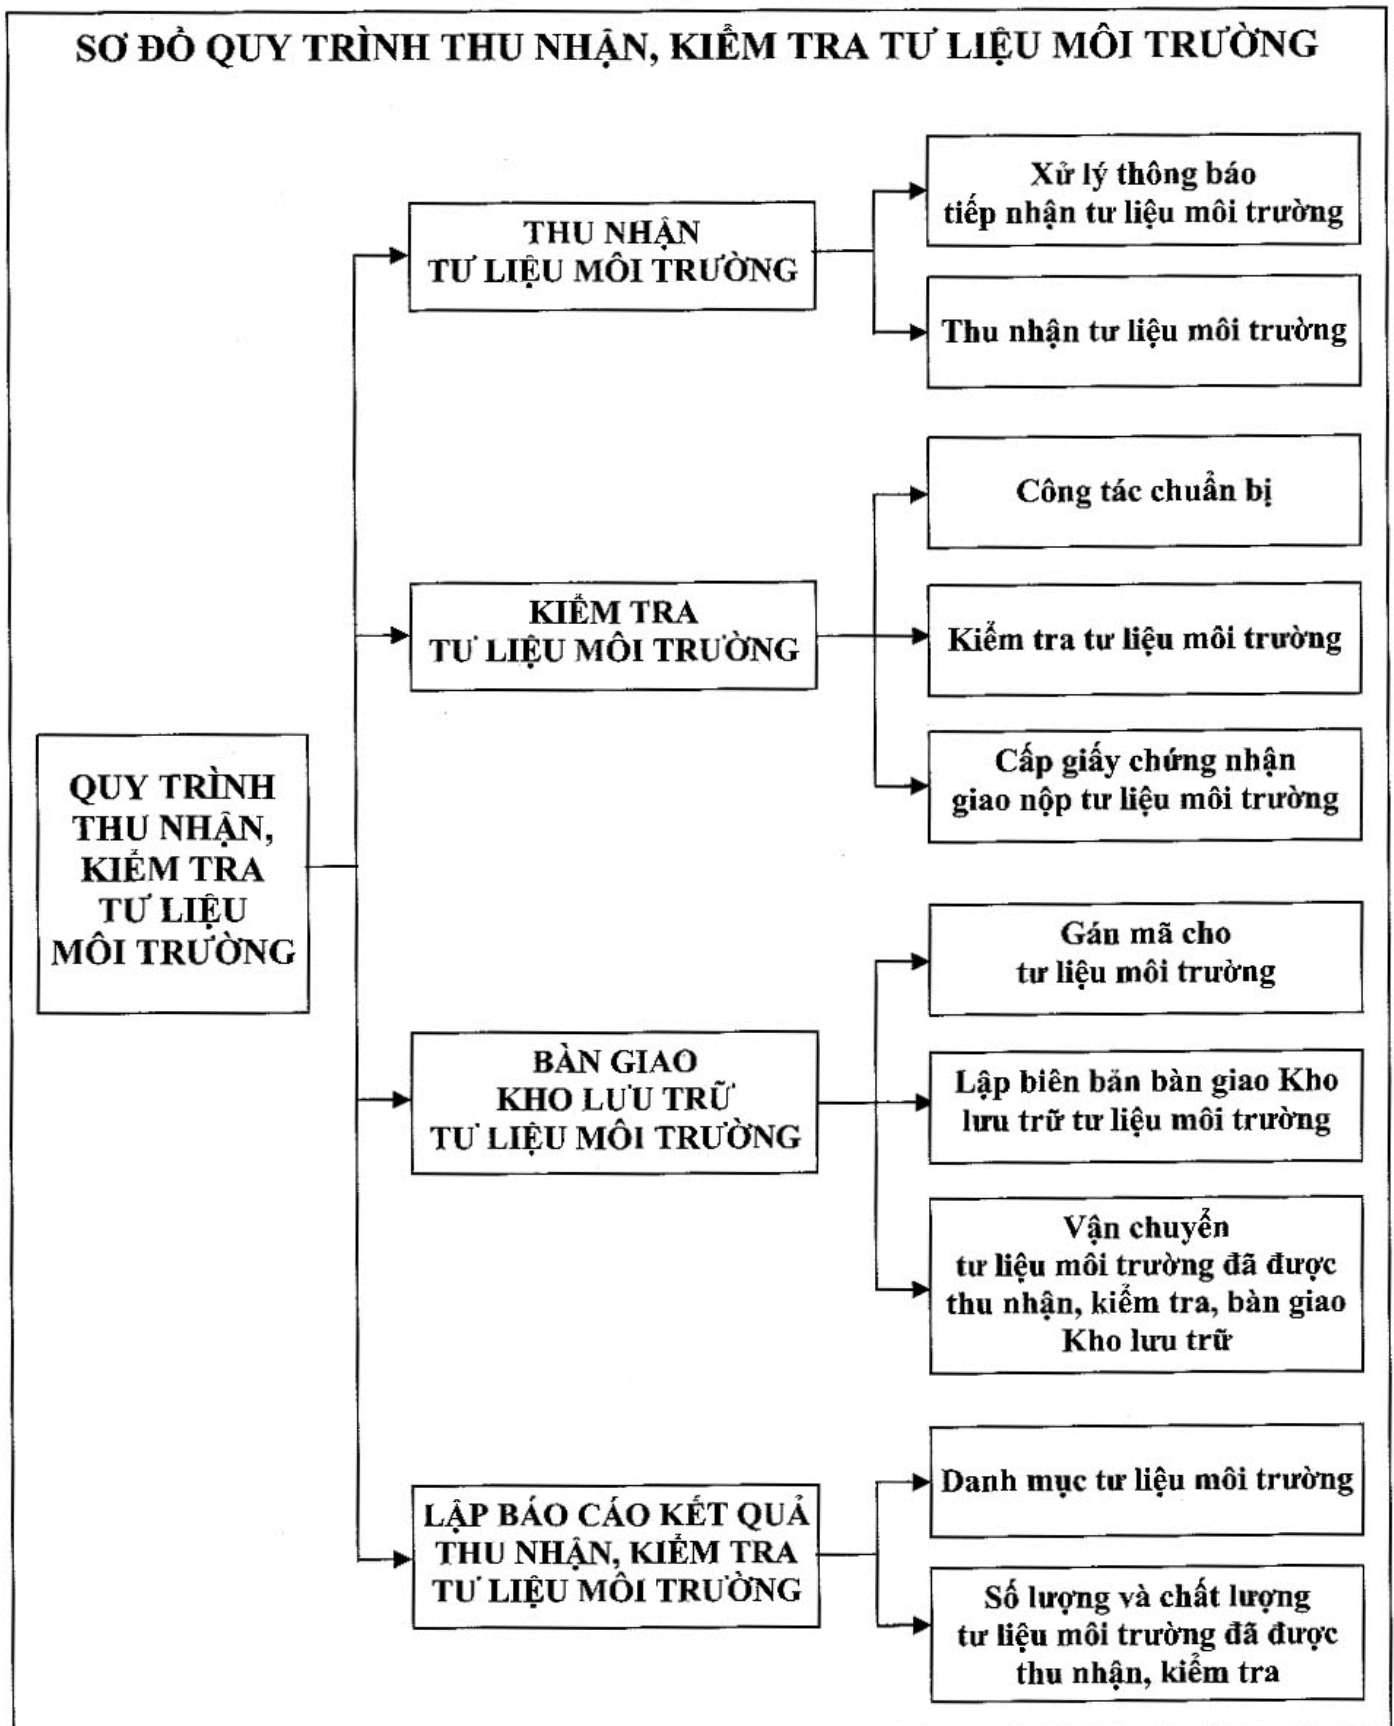 SƠ ĐỒ QUY TRÌNH THU NHẬN, KIỂM TRA TƯ LIỆU MÔI TRƯỜNG
QUY TRÌNH
THU NHẬN,
KIỂM TRA
TƯ LIỆU
MÔI TRƯỜNG
THU NHẬN
TƯ LIỆU MÔI TRƯỜNG
Xử lý thông báo
tiếp nhận tư liệu môi trường
Thu nhận tư liệu môi trường
KIỂM TRA
TƯ LIỆU MÔI TRƯỜNG
Công tác chuẩn bị
Kiểm tra tư liệu môi trường
Cấp giấy chứng nhận
giao nộp tư liệu môi trường
BÀN GIAO
KHO LƯU TRỮ
TƯ LIỆU MÔI TRƯỜNG
Gán mã cho
tư liệu môi trường
Lập biên bản bàn giao Kho
lưu trữ tư liệu môi trường
Vận chuyển
tư liệu môi trường đã được
thu nhận, kiểm tra, bàn giao
Kho lưu trữ
LẬP BÁO CÁO KẾT QUẢ
THU NHẬN, KIỂM TRA
TƯ LIỆU MÔI TRƯỜNG
Danh mục tư liệu môi trường
Số lượng và chất lượng
tư liệu môi trường đã được
thu nhận, kiểm tra